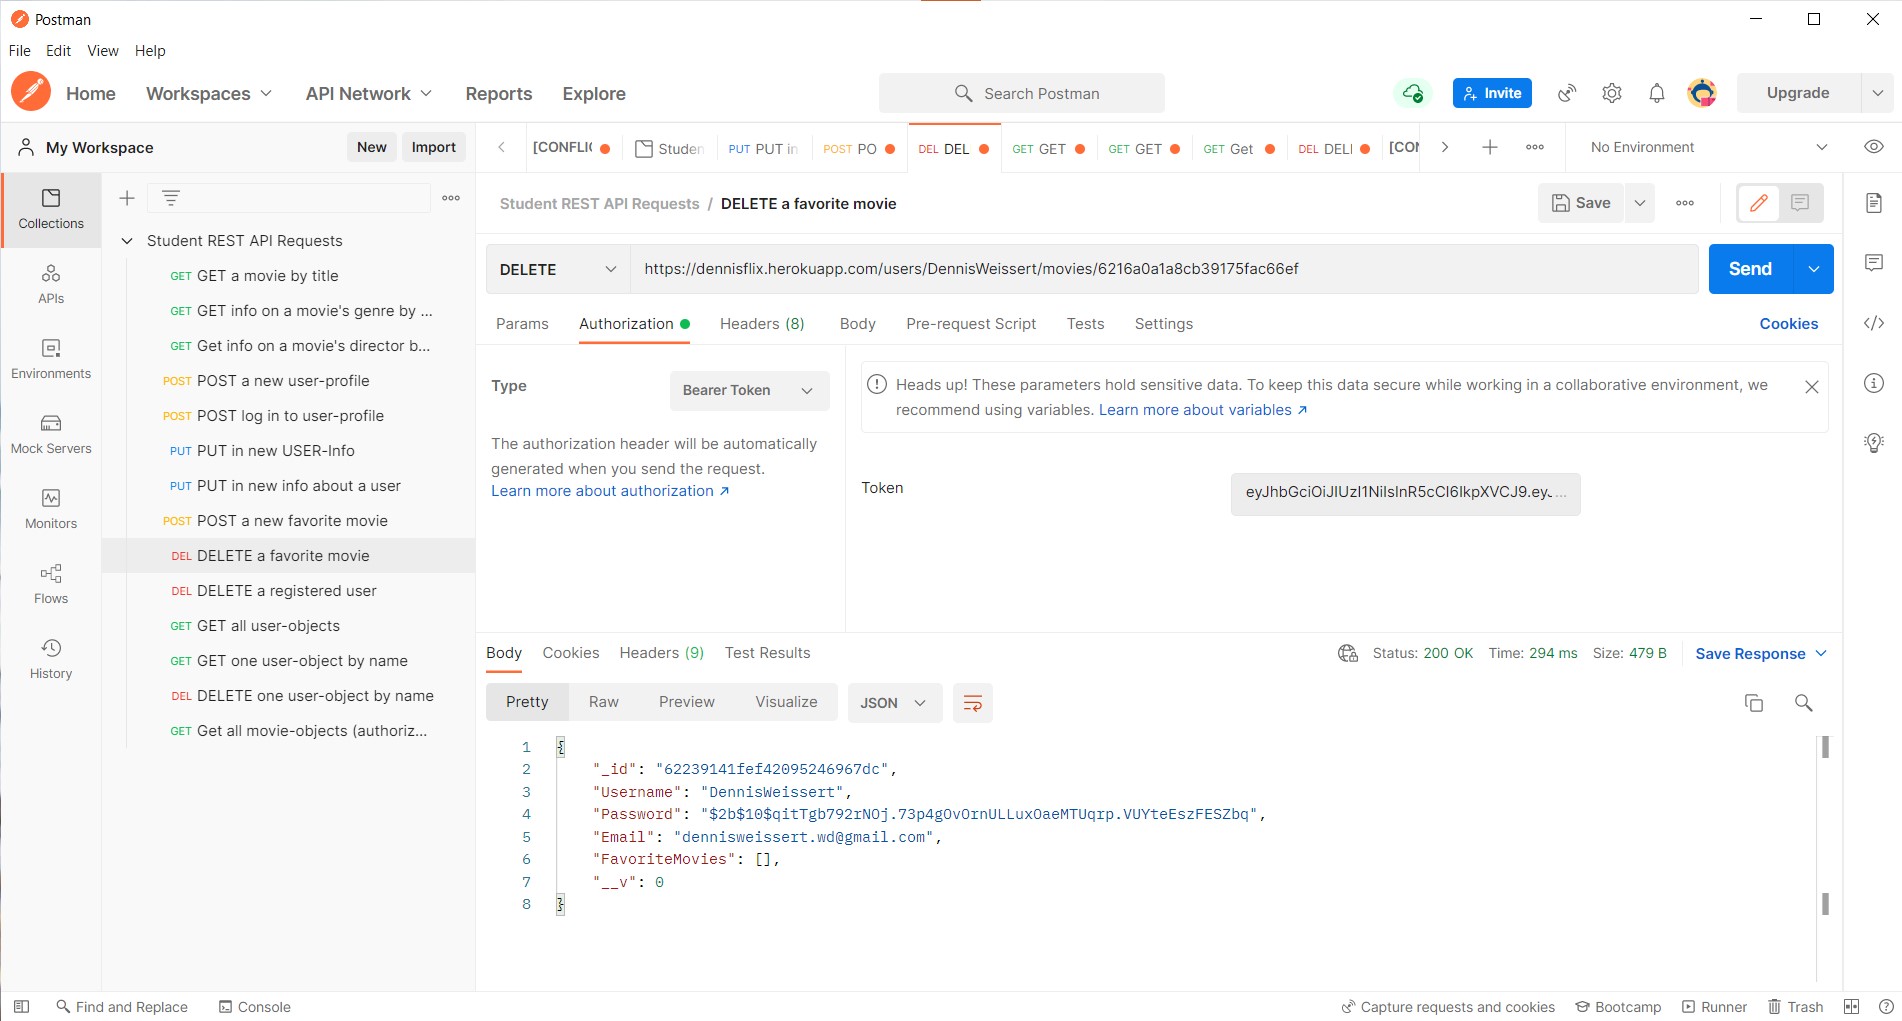 Postman
File Edit View Help
Home Workspaces API Network Reports Explore Search Postman Invite Upgrade
My Workspace New Import
[CONFLIC Studen PUT PUT in POST PO DEL DEL GET GET GET GET GET Get DEL DELI [CON No Environment
Collections
APIs
Environments
Mock Servers
Monitors
Flows
History
Student REST API Requests
GET GET a movie by title
GET GET info on a movie's genre by ...
GET Get info on a movie's director b...
POST POST a new user-profile
POST POST log in to user-profile
PUT PUT in new USER-Info
PUT PUT in new info about a user
POST POST a new favorite movie
DEL DELETE a favorite movie
DEL DELETE a registered user
GET GET all user-objects
GET GET one user-object by name
DEL DELETE one user-object by name
GET Get all movie-objects (authoriz...
Student REST API Requests / DELETE a favorite movie Save
DELETE https://dennisflix.herokuapp.com/users/DennisWeissert/movies/6216a0a1a8cb39175fac66ef Send
Params Authorization Headers (8) Body Pre-request Script Tests Settings Cookies
Type Bearer Token
The authorization header will be automatically
generated when you send the request.
Learn more about authorization ↗
Heads up! These parameters hold sensitive data. To keep this data secure while working in a collaborative environment, we
recommend using variables. Learn more about variables ↗
Token eyJhbGciOiJIUzI1NiIsInR5cCI6IkpXVCJ9.eyJ...
Body Cookies Headers (9) Test Results Status: 200 OK Time: 294 ms Size: 479 B Save Response
Pretty Raw Preview Visualize JSON
1 {
2 "_id": "62239141fef42095246967dc",
3 "Username": "DennisWeissert",
4 "Password": "$2b$10$qitTgb792rNOj.73p4gOvOrnULLuxOaeMTUqrp.VUYteEszFESZbq",
5 "Email": "dennisweissert.wd@gmail.com",
6 "FavoriteMovies": [],
7 "__v": 0
8 }
Find and Replace Console Capture requests and cookies Bootcamp Runner Trash